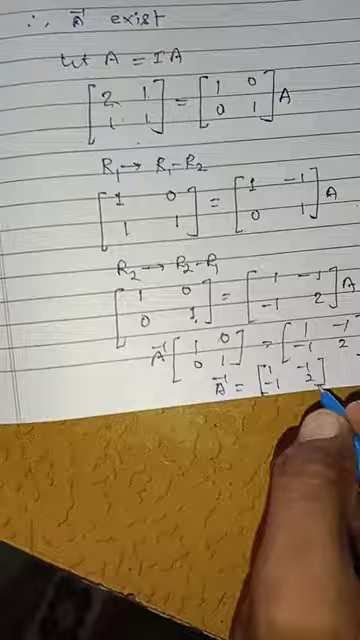 ∴ A⁻¹ exist
let A = IA
[2 1
1 1] = [1 0
0 1] A
R₁ → R₁-R₂
[1 0
1 1] = [1 -1
0 1] A
R₂ → R₂-R₁
[1 0
0 1] = [1 -1
-1 2] A
A⁻¹ [1 0
0 1] = [1 -1
-1 2
A⁻¹ = [1 -1
-1 2]